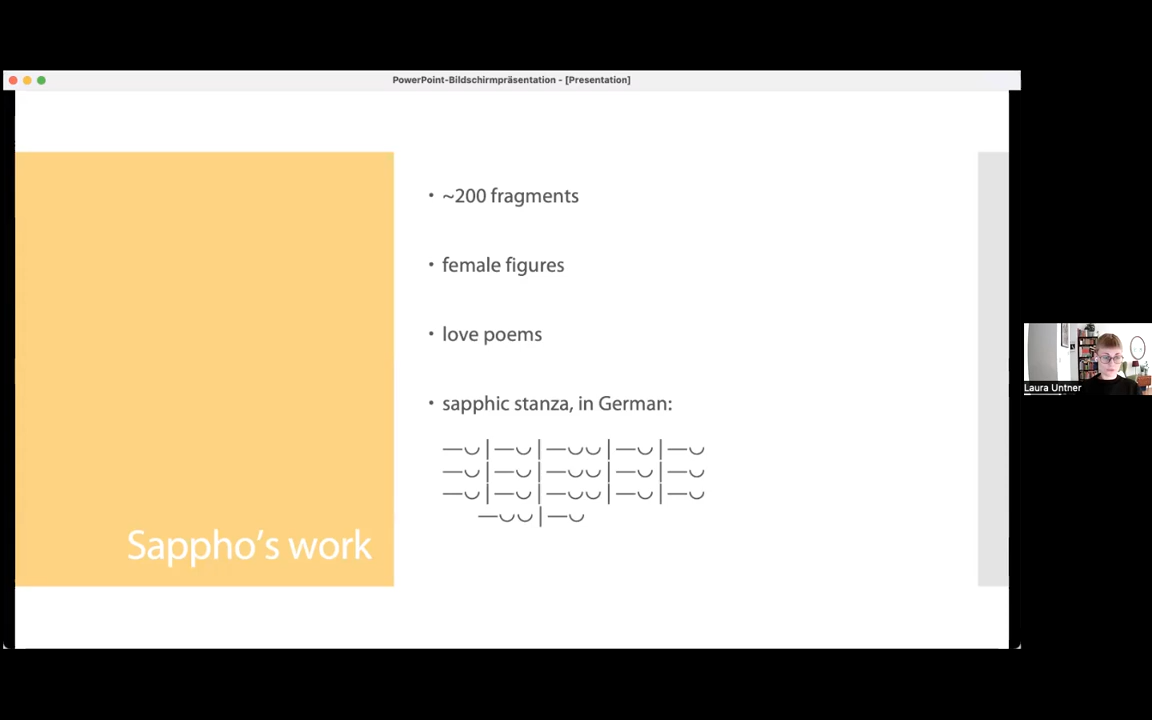 PowerPoint-Bildschirmpräsentation - [Presentation]
• ~200 fragments
• female figures
• love poems
• sapphic stanza, in German:
—◡|—◡|—◡◡|—◡|—◡
—◡|—◡|—◡◡|—◡|—◡
—◡|—◡|—◡◡|—◡|—◡
—◡◡|—◡
Sappho’s work
Laura Untner